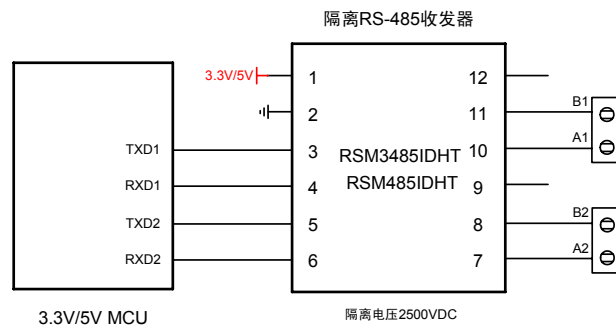 隔离RS-485收发器
3.3V/5V
1
12
B1
2
11
A1
TXD1
3
RSM3485IDHT
10
RXD1
4
RSM485IDHT
9
B2
TXD2
5
8
A2
RXD2
6
7
3.3V/5V MCU
隔离电压2500VDC